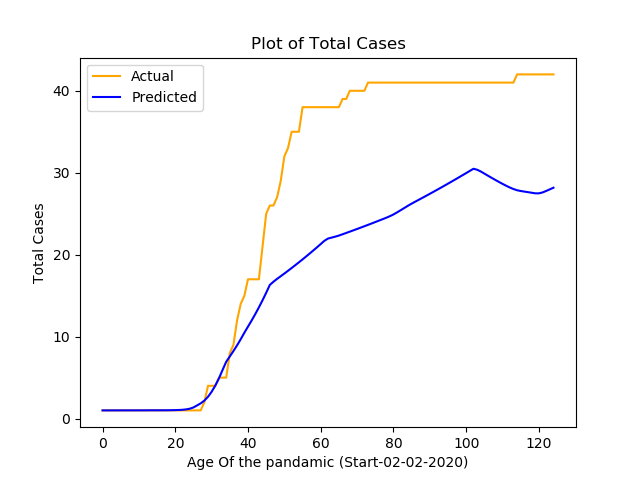 Plot of Total Cases
Actual
Predicted
Total Cases
40
30
20
10
0
0 20 40 60 80 100 120
Age Of the pandamic (Start-02-02-2020)